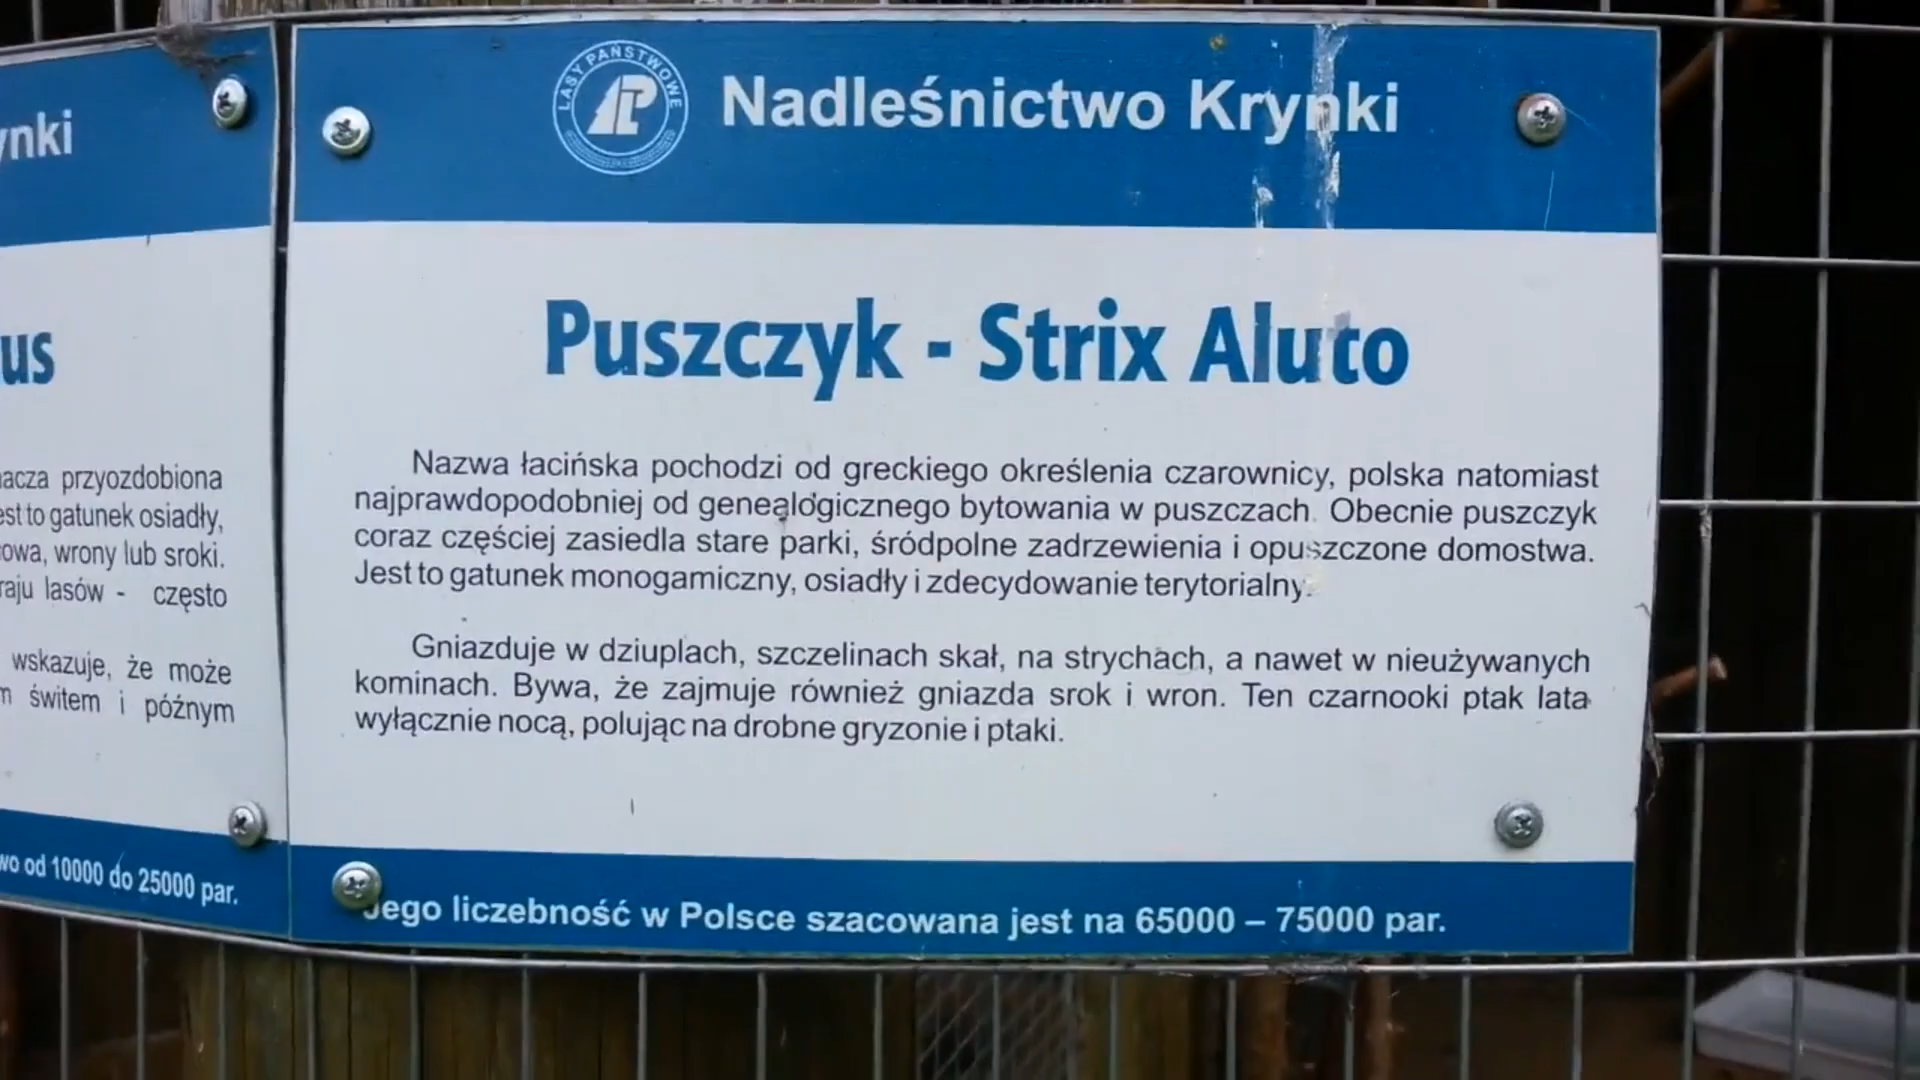 ynki
us
acza przyozdobiona
est to gatunek osiadły,
owa, wrony lub sroki.
raju lasów - często
wskazuje, że może
m świtem i późnym
wo od 10000 do 25000 par.
LASY PAŃSTWOWE
Nadleśnictwo Krynki
Puszczyk - Strix Aluco
Nazwa łacińska pochodzi od greckiego określenia czarownicy, polska natomiast
najprawdopodobniej od genealogicznego bytowania w puszczach. Obecnie puszczyk
coraz częściej zasiedla stare parki, śródpolne zadrzewienia i opuszczone domostwa.
Jest to gatunek monogamiczny, osiadły i zdecydowanie terytorialny.
Gniazduje w dziuplach, szczelinach skał, na strychach, a nawet w nieużywanych
kominach. Bywa, że zajmuje również gniazda srok i wron. Ten czarnooki ptak lata
wyłącznie nocą, polując na drobne gryzonie i ptaki.
Jego liczebność w Polsce szacowana jest na 65000 – 75000 par.